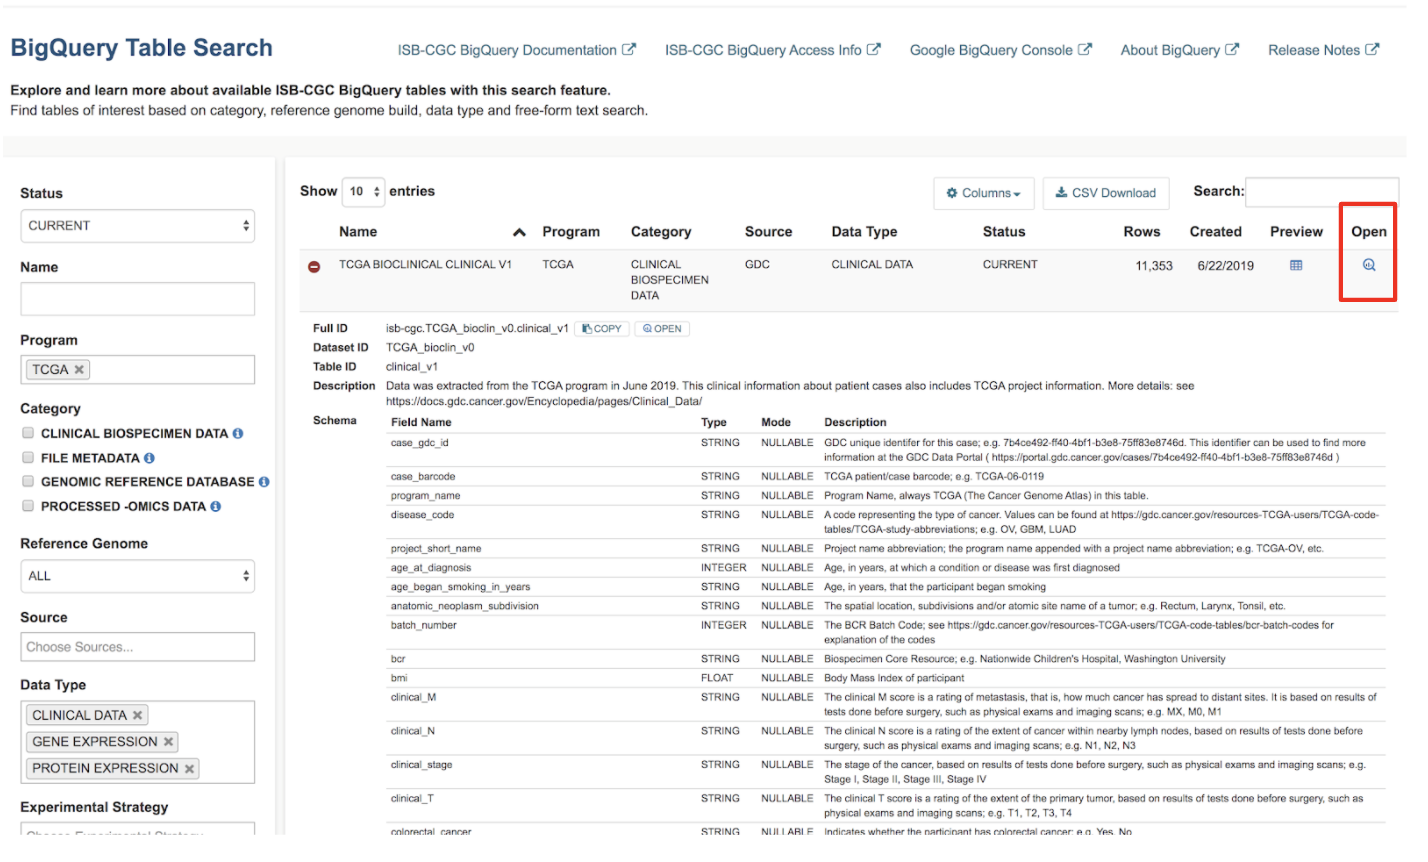 BigQuery Table Search
ISB-CGC BigQuery Documentation
ISB-CGC BigQuery Access Info
Google BigQuery Console
About BigQuery
Release Notes
Explore and learn more about available ISB-CGC BigQuery tables with this search feature.
Find tables of interest based on category, reference genome build, data type and free-form text search.
Status
CURRENT
Name
Program
TCGA
Category
CLINICAL BIOSPECIMEN DATA
FILE METADATA
GENOMIC REFERENCE DATABASE
PROCESSED -OMICS DATA
Reference Genome
ALL
Source
Choose Sources...
Data Type
CLINICAL DATA
GENE EXPRESSION
PROTEIN EXPRESSION
Experimental Strategy
Choose Experimental Strategy...
Show 10 entries
Columns
CSV Download
Search:
Name Program Category Source Data Type Status Rows Created Preview Open
TCGA BIOCLINICAL CLINICAL V1 TCGA CLINICAL GDC CLINICAL DATA CURRENT 11,353 6/22/2019
BIOSPECIMEN
DATA
Full ID isb-cgc.TCGA_bioclin_v0.clinical_v1 COPY OPEN
Dataset ID TCGA_bioclin_v0
Table ID clinical_v1
Description Data was extracted from the TCGA program in June 2019. This clinical information about patient cases also includes TCGA project information. More details: see
https://docs.gdc.cancer.gov/Encyclopedia/pages/Clinical_Data/
Schema Field Name Type Mode Description
case_gdc_id STRING NULLABLE GDC unique identifer for this case; e.g. 7b4ce492-ff40-4bf1-b3e8-75ff83e8746d. This identifier can be used to find more
information at the GDC Data Portal ( https://portal.gdc.cancer.gov/cases/7b4ce492-ff40-4bf1-b3e8-75ff83e8746d )
case_barcode STRING NULLABLE TCGA patient/case barcode; e.g. TCGA-06-0119
program_name STRING NULLABLE Program Name, always TCGA (The Cancer Genome Atlas) in this table.
disease_code STRING NULLABLE A code representing the type of cancer. Values can be found at https://gdc.cancer.gov/resources-TCGA-users/TCGA-code-
tables/TCGA-study-abbreviations; e.g. OV, GBM, LUAD
project_short_name STRING NULLABLE Project name abbreviation; the program name appended with a project name abbreviation; e.g. TCGA-OV, etc.
age_at_diagnosis INTEGER NULLABLE Age, in years, at which a condition or disease was first diagnosed
age_began_smoking_in_years STRING NULLABLE Age, in years, that the participant began smoking
anatomic_neoplasm_subdivision STRING NULLABLE The spatial location, subdivisions and/or atomic site name of a tumor; e.g. Rectum, Larynx, Tonsil, etc.
batch_number INTEGER NULLABLE The BCR Batch Code; see https://gdc.cancer.gov/resources-TCGA-users/TCGA-code-tables/bcr-batch-codes for
explanation of the codes
bcr STRING NULLABLE Biospecimen Core Resource; e.g. Nationwide Children's Hospital, Washington University
bmi FLOAT NULLABLE Body Mass Index of participant
clinical_M STRING NULLABLE The clinical M score is a rating of metastasis, that is, how much cancer has spread to distant sites. It is based on results of
tests done before surgery, such as physical exams and imaging scans; e.g. MX, M0, M1
clinical_N STRING NULLABLE The clinical N score is a rating of the extent of cancer within nearby lymph nodes, based on results of tests done before
surgery, such as physical exams and imaging scans; e.g. N1, N2, N3
clinical_stage STRING NULLABLE The stage of the cancer, based on results of tests done before surgery, such as physical exams and imaging scans; e.g.
Stage I, Stage II, Stage III, Stage IV
clinical_T STRING NULLABLE The clinical T score is a rating of the extent of the primary tumor, based on results of tests done before surgery, such as
physical exams and imaging scans; e.g. T1, T2, T3, T4
colorectal_cancer STRING NULLABLE Indicates whether the participant has colorectal cancer; e.g. Yes, No